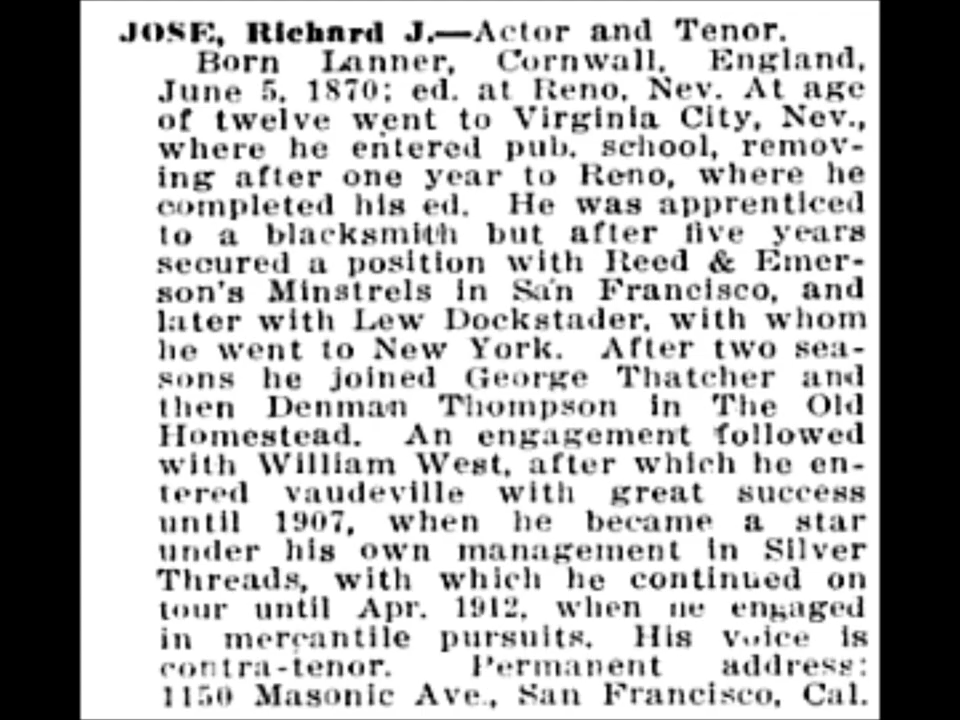 JOSE, Richard J.—Actor and Tenor.
Born Lanner, Cornwall, England,
June 5, 1870; ed. at Reno, Nev. At age
of twelve went to Virginia City, Nev.,
where he entered pub. school, remov-
ing after one year to Reno, where he
completed his ed. He was apprenticed
to a blacksmith but after five years
secured a position with Reed & Emer-
son's Minstrels in San Francisco, and
later with Lew Dockstader, with whom
he went to New York. After two sea-
sons he joined George Thatcher and
then Denman Thompson in The Old
Homestead. An engagement followed
with William West, after which he en-
tered vaudeville with great success
until 1907, when he became a star
under his own management in Silver
Threads, with which he continued on
tour until Apr. 1912, when he engaged
in mercantile pursuits. His voice is
contra-tenor. Permanent address:
1150 Masonic Ave., San Francisco, Cal.